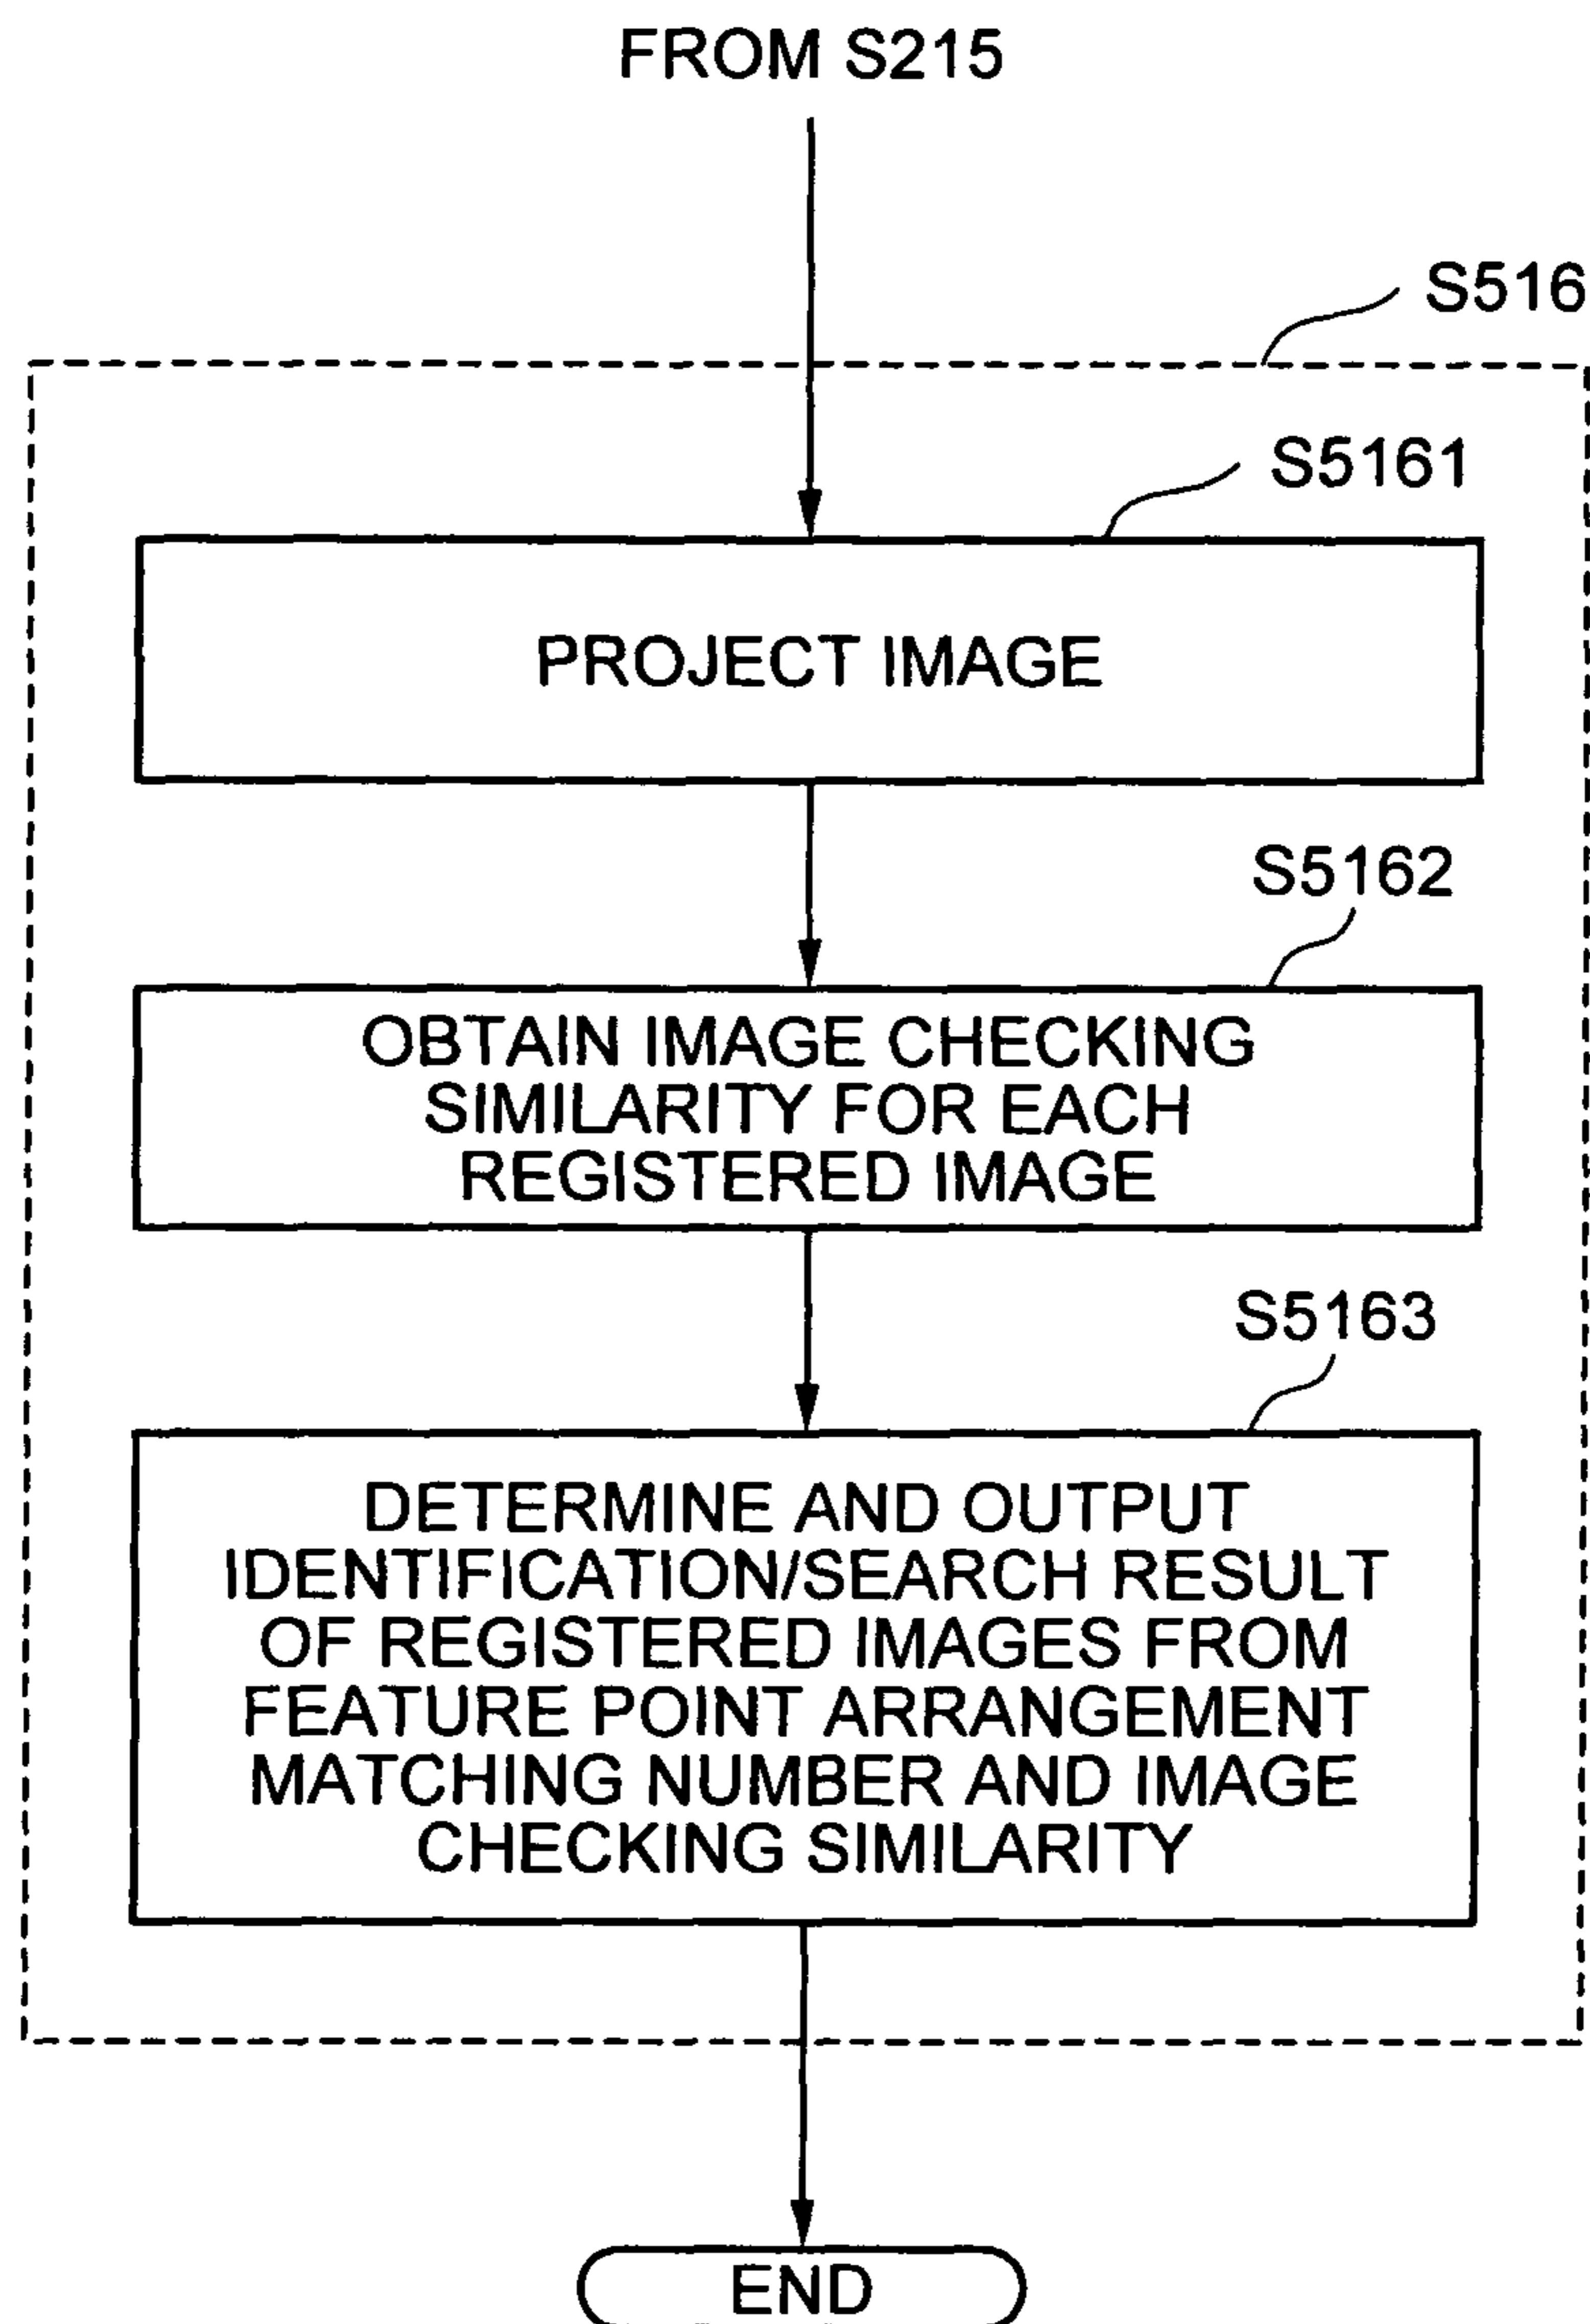 FROM S215
S516
S5161
PROJECT IMAGE
S5162
OBTAIN IMAGE CHECKING
SIMILARITY FOR EACH
REGISTERED IMAGE
S5163
DETERMINE AND OUTPUT
IDENTIFICATION/SEARCH RESULT
OF REGISTERED IMAGES FROM
FEATURE POINT ARRANGEMENT
MATCHING NUMBER AND IMAGE
CHECKING SIMILARITY
END